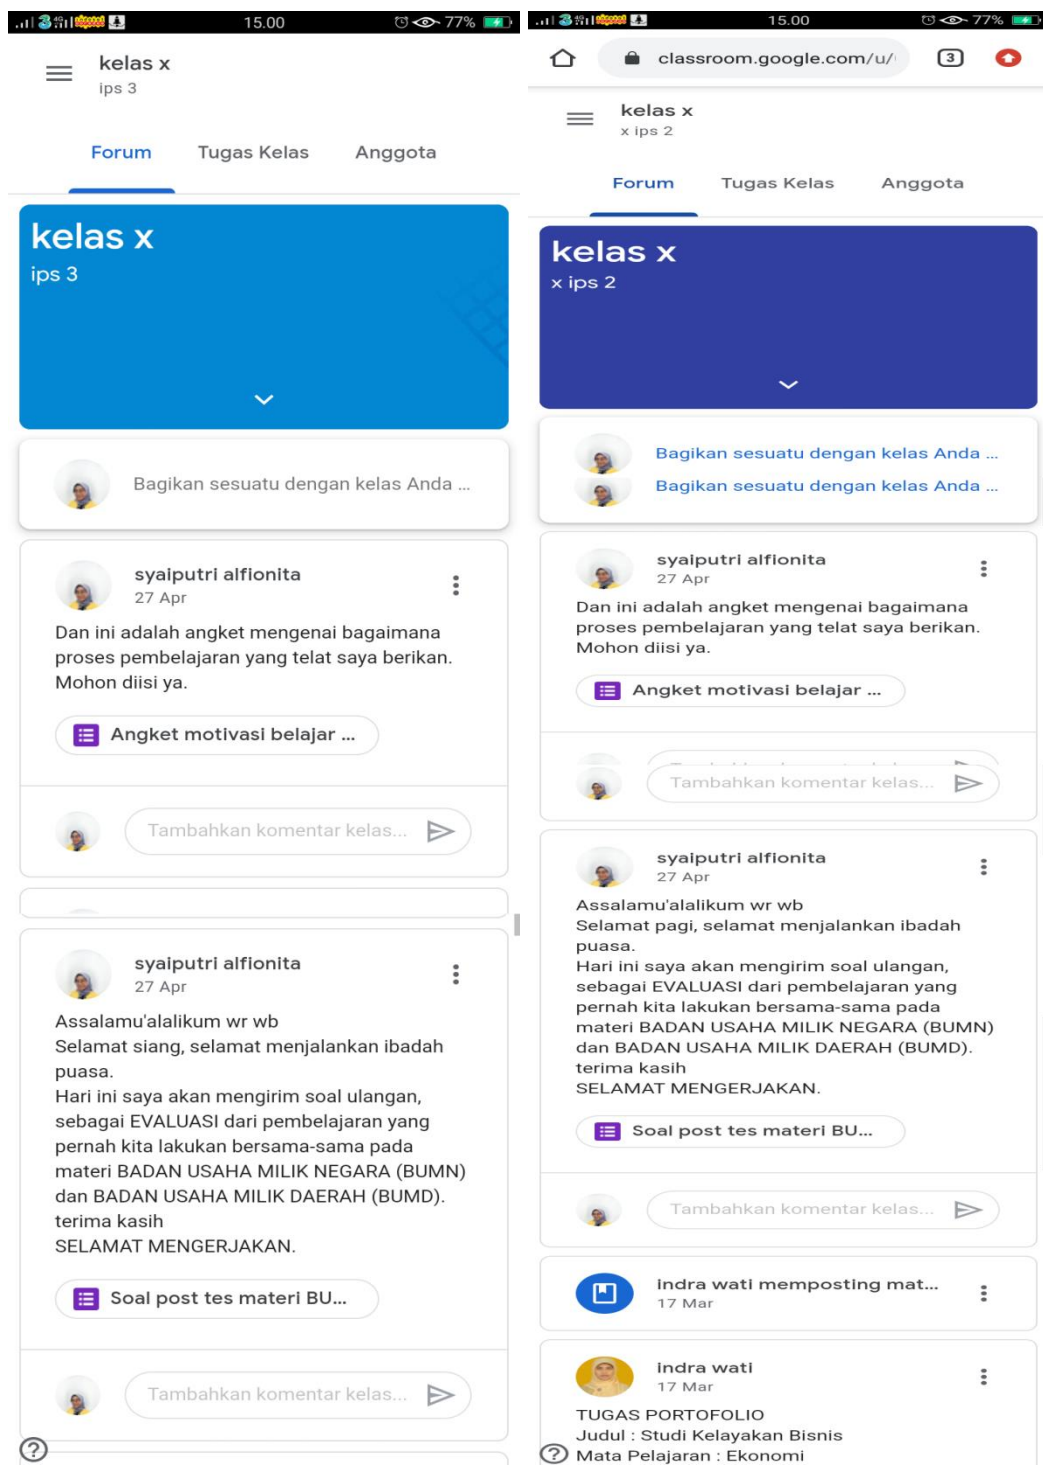 15.00
77%
kelas x
ips 3
Forum Tugas Kelas Anggota
kelas x
ips 3
Bagikan sesuatu dengan kelas Anda ...
syaiputri alfionita
27 Apr
Dan ini adalah angket mengenai bagaimana
proses pembelajaran yang telat saya berikan.
Mohon diisi ya.
Angket motivasi belajar ...
Tambahkan komentar kelas...
syaiputri alfionita
27 Apr
Assalamu'alalikum wr wb
Selamat siang, selamat menjalankan ibadah
puasa.
Hari ini saya akan mengirim soal ulangan,
sebagai EVALUASI dari pembelajaran yang
pernah kita lakukan bersama-sama pada
materi BADAN USAHA MILIK NEGARA (BUMN)
dan BADAN USAHA MILIK DAERAH (BUMD).
terima kasih
SELAMAT MENGERJAKAN.
Soal post tes materi BU...
Tambahkan komentar kelas...
15.00
77%
classroom.google.com/u/
3
kelas x
x ips 2
Forum Tugas Kelas Anggota
kelas x
x ips 2
Bagikan sesuatu dengan kelas Anda ...
Bagikan sesuatu dengan kelas Anda ...
syaiputri alfionita
27 Apr
Dan ini adalah angket mengenai bagaimana
proses pembelajaran yang telat saya berikan.
Mohon diisi ya.
Angket motivasi belajar ...
Tambahkan komentar kelas...
syaiputri alfionita
27 Apr
Assalamu'alalikum wr wb
Selamat pagi, selamat menjalankan ibadah
puasa.
Hari ini saya akan mengirim soal ulangan,
sebagai EVALUASI dari pembelajaran yang
pernah kita lakukan bersama-sama pada
materi BADAN USAHA MILIK NEGARA (BUMN)
dan BADAN USAHA MILIK DAERAH (BUMD).
terima kasih
SELAMAT MENGERJAKAN.
Soal post tes materi BU...
Tambahkan komentar kelas...
indra wati memposting mat...
17 Mar
indra wati
17 Mar
TUGAS PORTOFOLIO
Judul : Studi Kelayakan Bisnis
Mata Pelajaran : Ekonomi